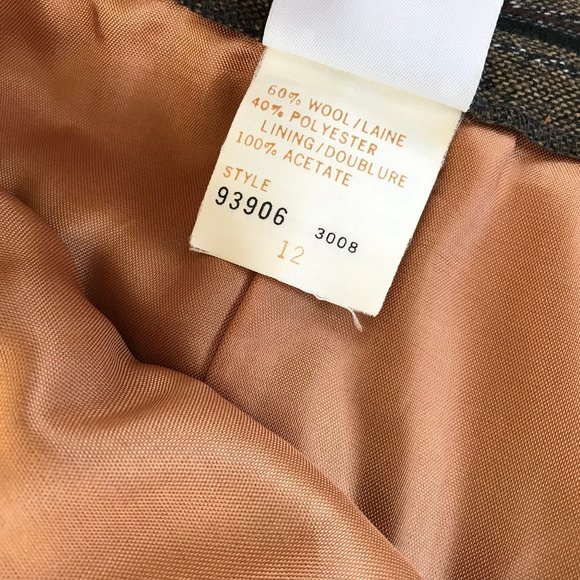 60% WOOL/LAINE
40% POLYESTER
LINING/DOUBLURE
100% ACETATE
STYLE
93906 3008
12